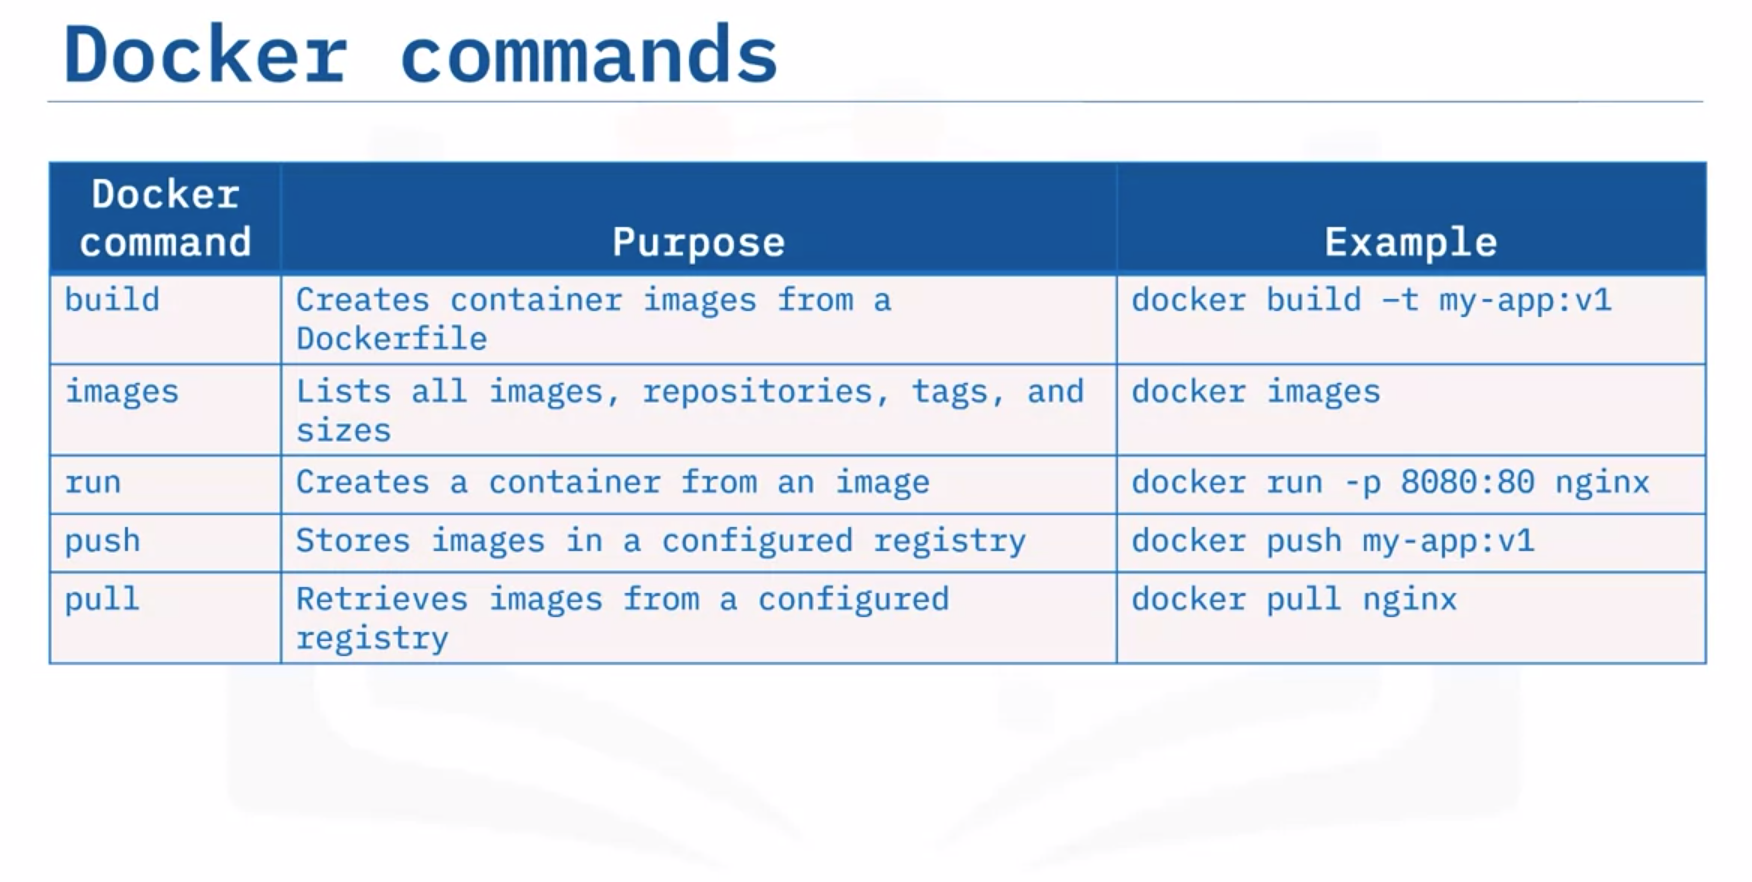 Docker commands
Docker
command
Purpose
Example
build
Creates container images from a
Dockerfile
docker build –t my-app:v1
images
Lists all images, repositories, tags, and
sizes
docker images
run
Creates a container from an image
docker run -p 8080:80 nginx
push
Stores images in a configured registry
docker push my-app:v1
pull
Retrieves images from a configured
registry
docker pull nginx